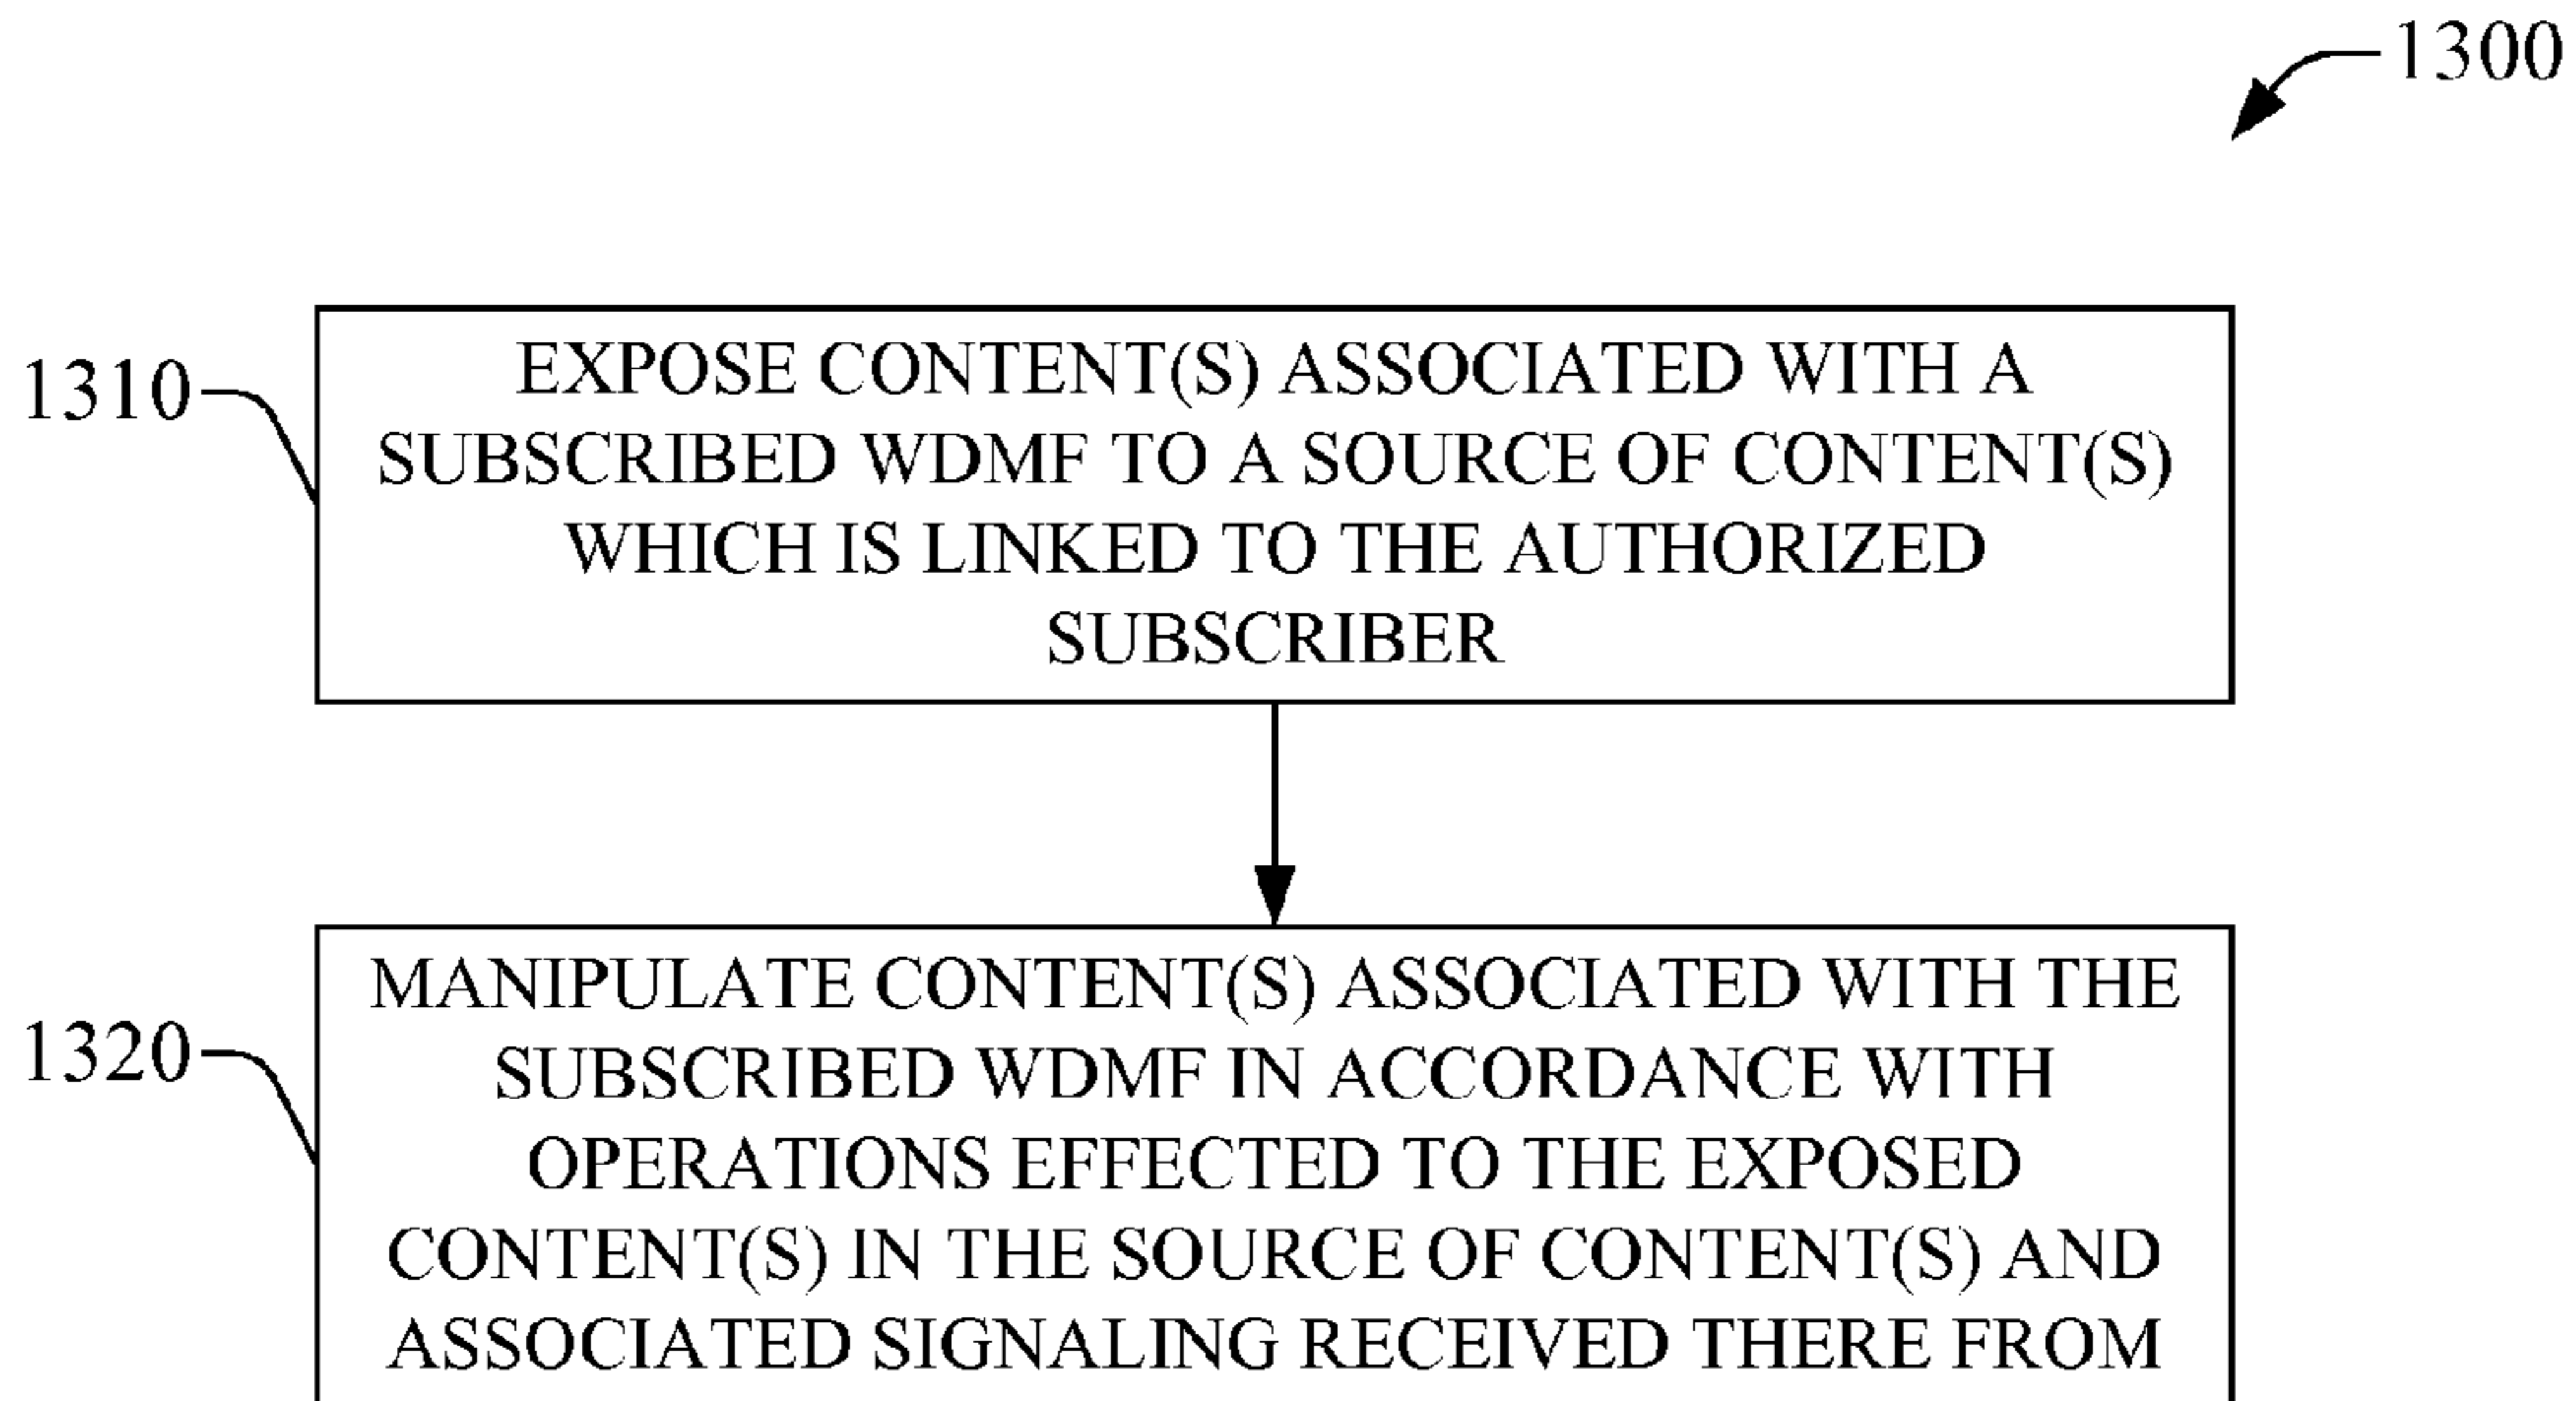 1300
1310
EXPOSE CONTENT(S) ASSOCIATED WITH A
SUBSCRIBED WDMF TO A SOURCE OF CONTENT(S)
WHICH IS LINKED TO THE AUTHORIZED
SUBSCRIBER
1320
MANIPULATE CONTENT(S) ASSOCIATED WITH THE
SUBSCRIBED WDMF IN ACCORDANCE WITH
OPERATIONS EFFECTED TO THE EXPOSED
CONTENT(S) IN THE SOURCE OF CONTENT(S) AND
ASSOCIATED SIGNALING RECEIVED THERE FROM